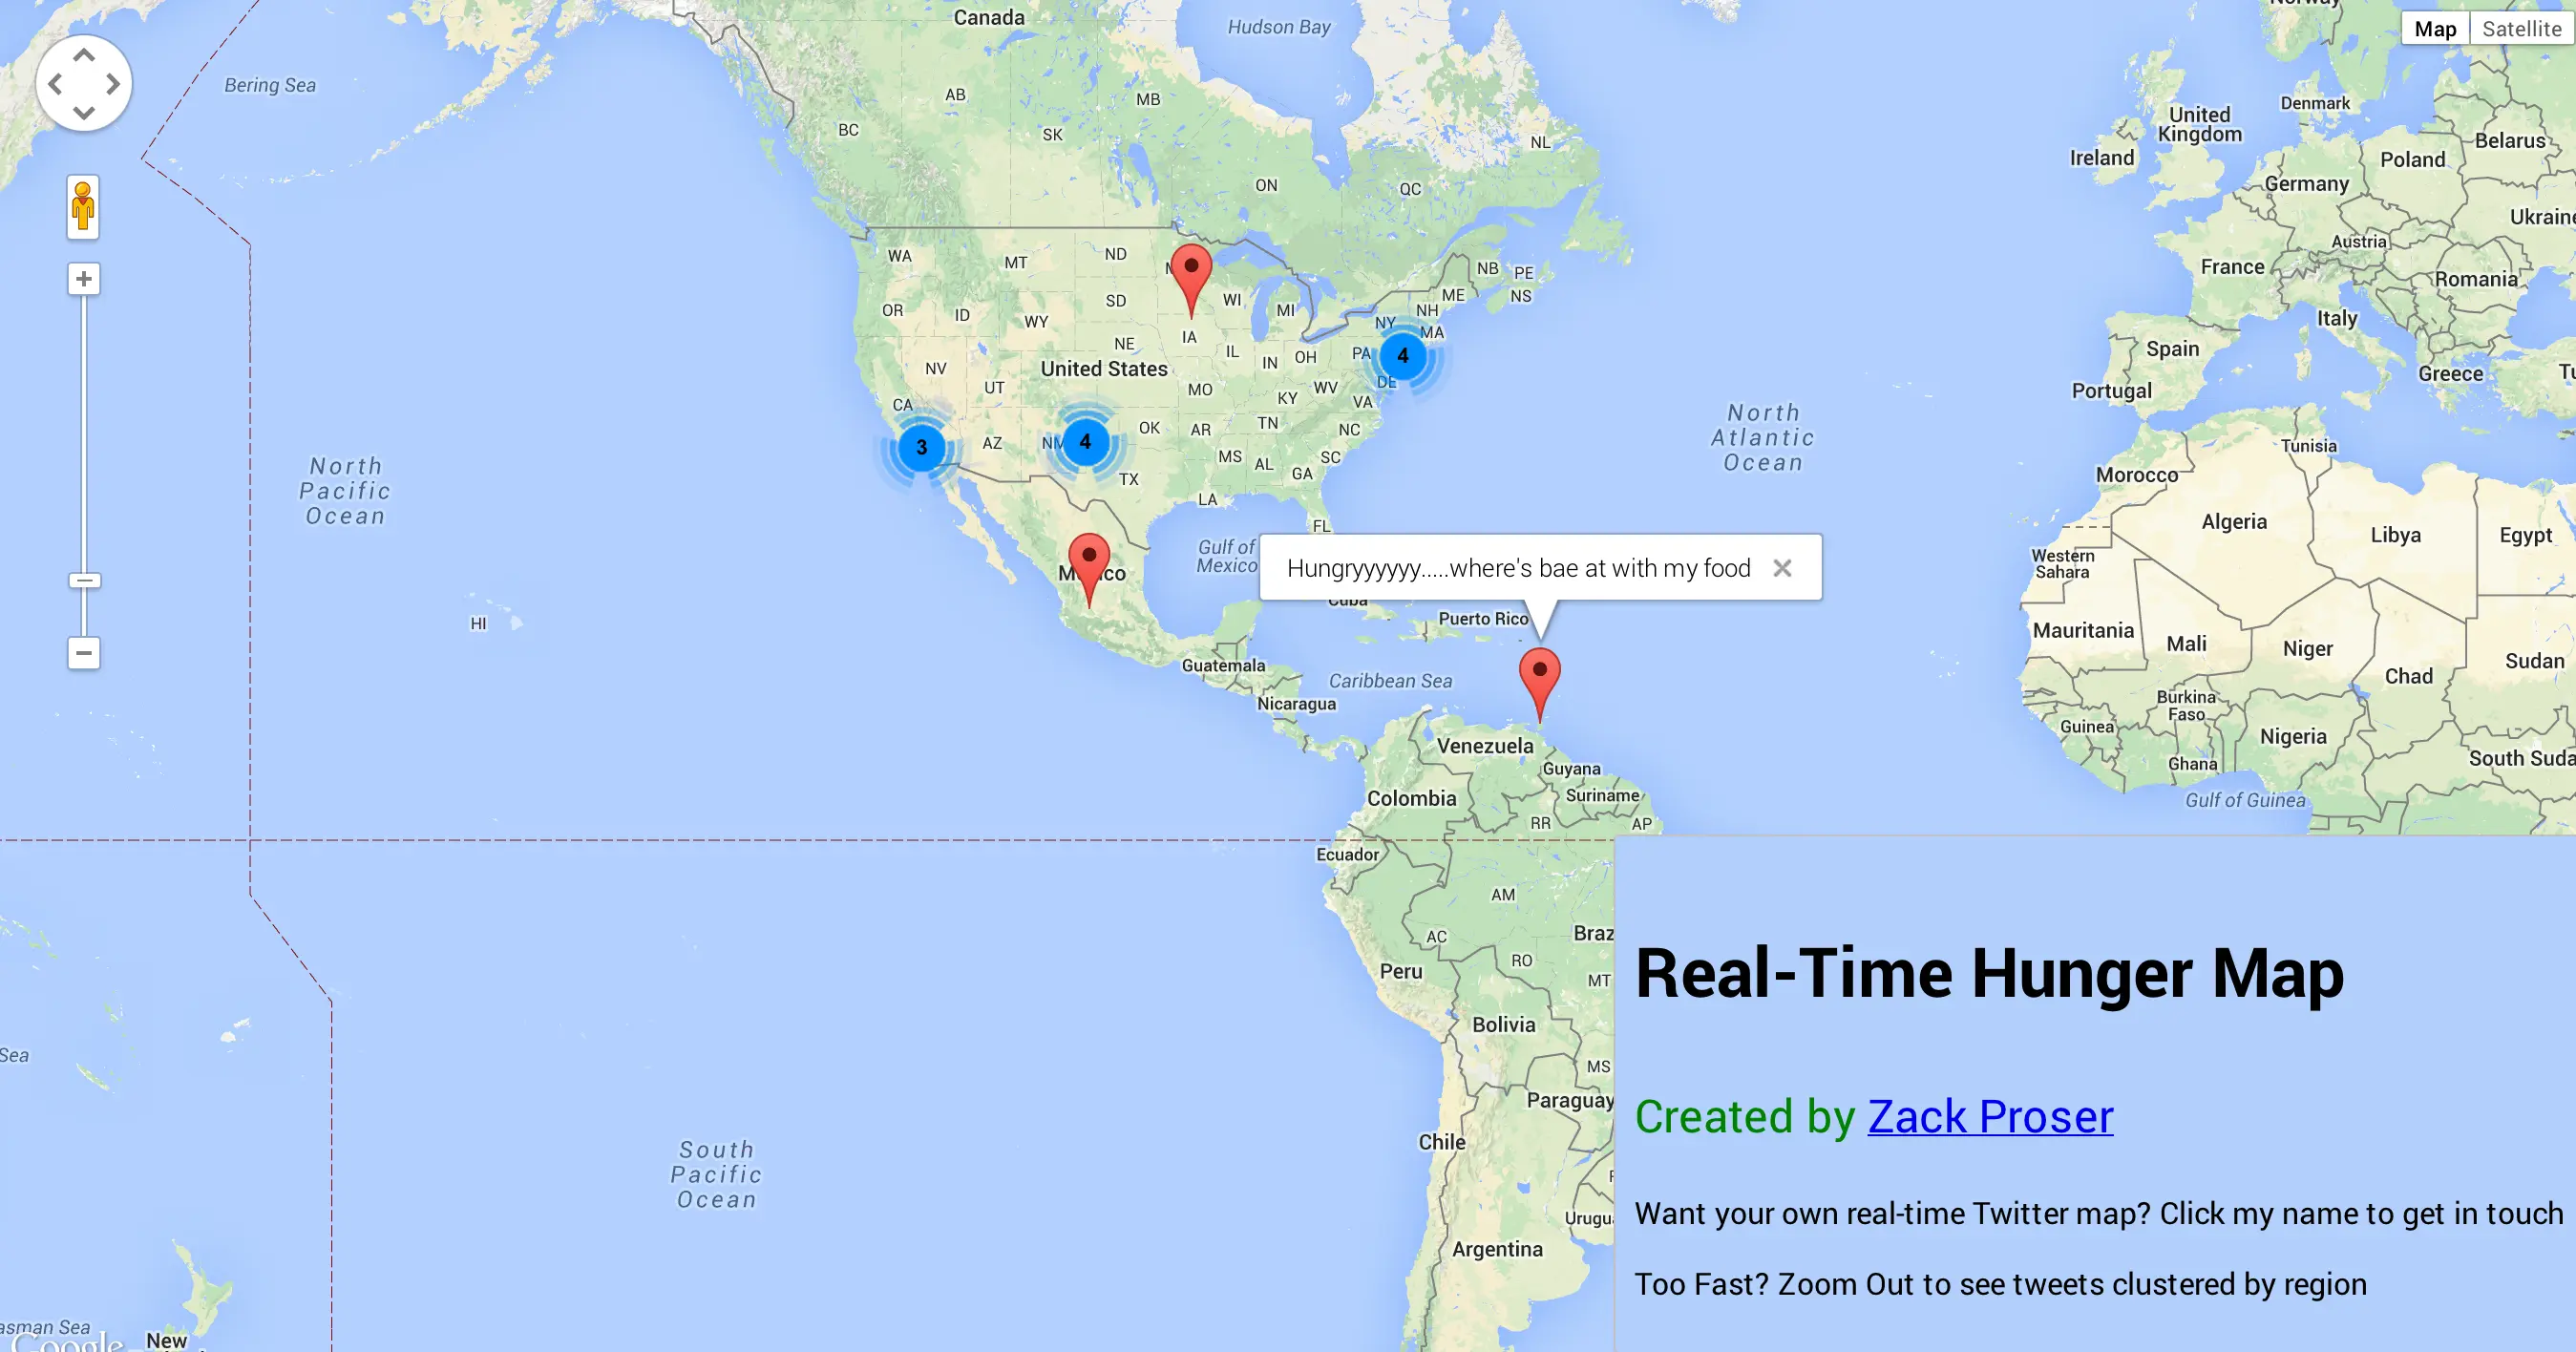 Canada
Hudson Bay
Map
Satellite
Bering Sea
AB
MB
BC
SK
NL
ON
QC
Denmark
United
Kingdom
Ireland
Belarus
Poland
Germany
Ukraine
Austria
France
Romania
Italy
Spain
Portugal
Greece
WA
MT
ND
NB
PE
NS
ME
NH
OR
ID
SD
WY
WI
MI
NY
MA
NE
IA
IL
IN
OH
PA
4
DE
NV
UT
United States
MO
KY
WV
VA
CA
3
AZ
NM
4
OK
AR
TN
NC
MS
AL
GA
SC
TX
LA
FL
North
Pacific
Ocean
North
Atlantic
Ocean
Tunisia
Morocco
Algeria
Libya
Egypt
Western
Sahara
Gulf of
Mexico
Hungryyyyyy.....where's bae at with my food
Cuba
Puerto Rico
HI
Mauritania
Mali
Niger
Chad
Sudan
Guatemala
Caribbean Sea
Nicaragua
Burkina
Faso
Guinea
Nigeria
Ghana
South Suda
Gulf of Guinea
Venezuela
Guyana
Colombia
Suriname
RR
AP
Ecuador
AM
AC
Braz
RO
Peru
MT
Bolivia
MS
Paraguay
Chile
Urugu
Argentina
Sea
South
Pacific
Ocean
asman Sea
New
Google
Real-Time Hunger Map
Created by Zack Proser
Want your own real-time Twitter map? Click my name to get in touch
Too Fast? Zoom Out to see tweets clustered by region